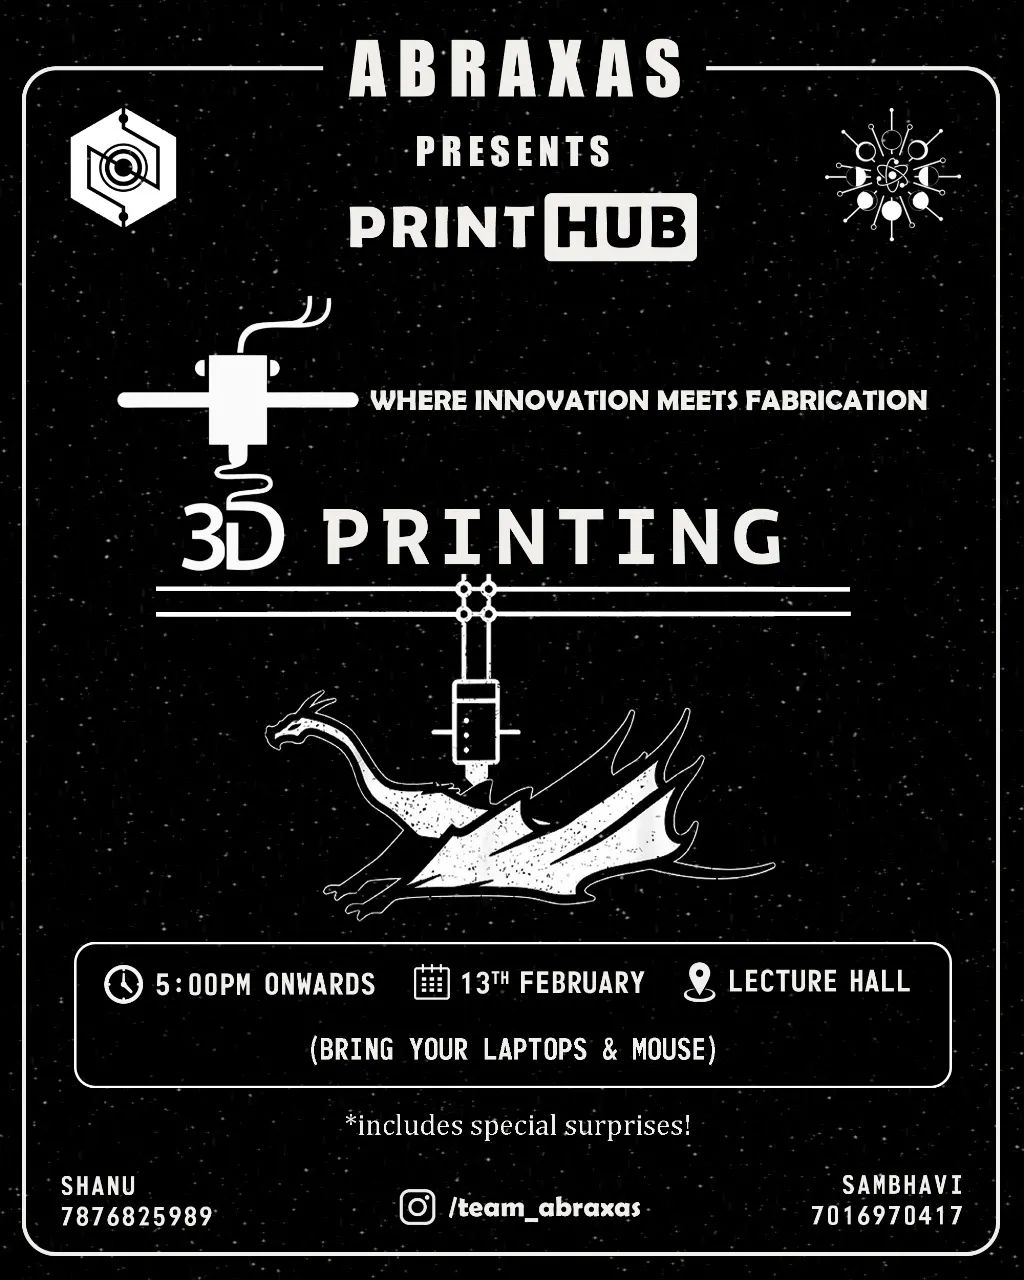 ABRAXAS
PRESENTS
PRINT HUB
WHERE INNOVATION MEETS FABRICATION
3D PRINTING
5:00PM ONWARDS 13TH FEBRUARY LECTURE HALL
(BRING YOUR LAPTOPS & MOUSE)
*includes special surprises!
SHANU
7876825989
/team_abraxas
SAMBHAVI
7016970417